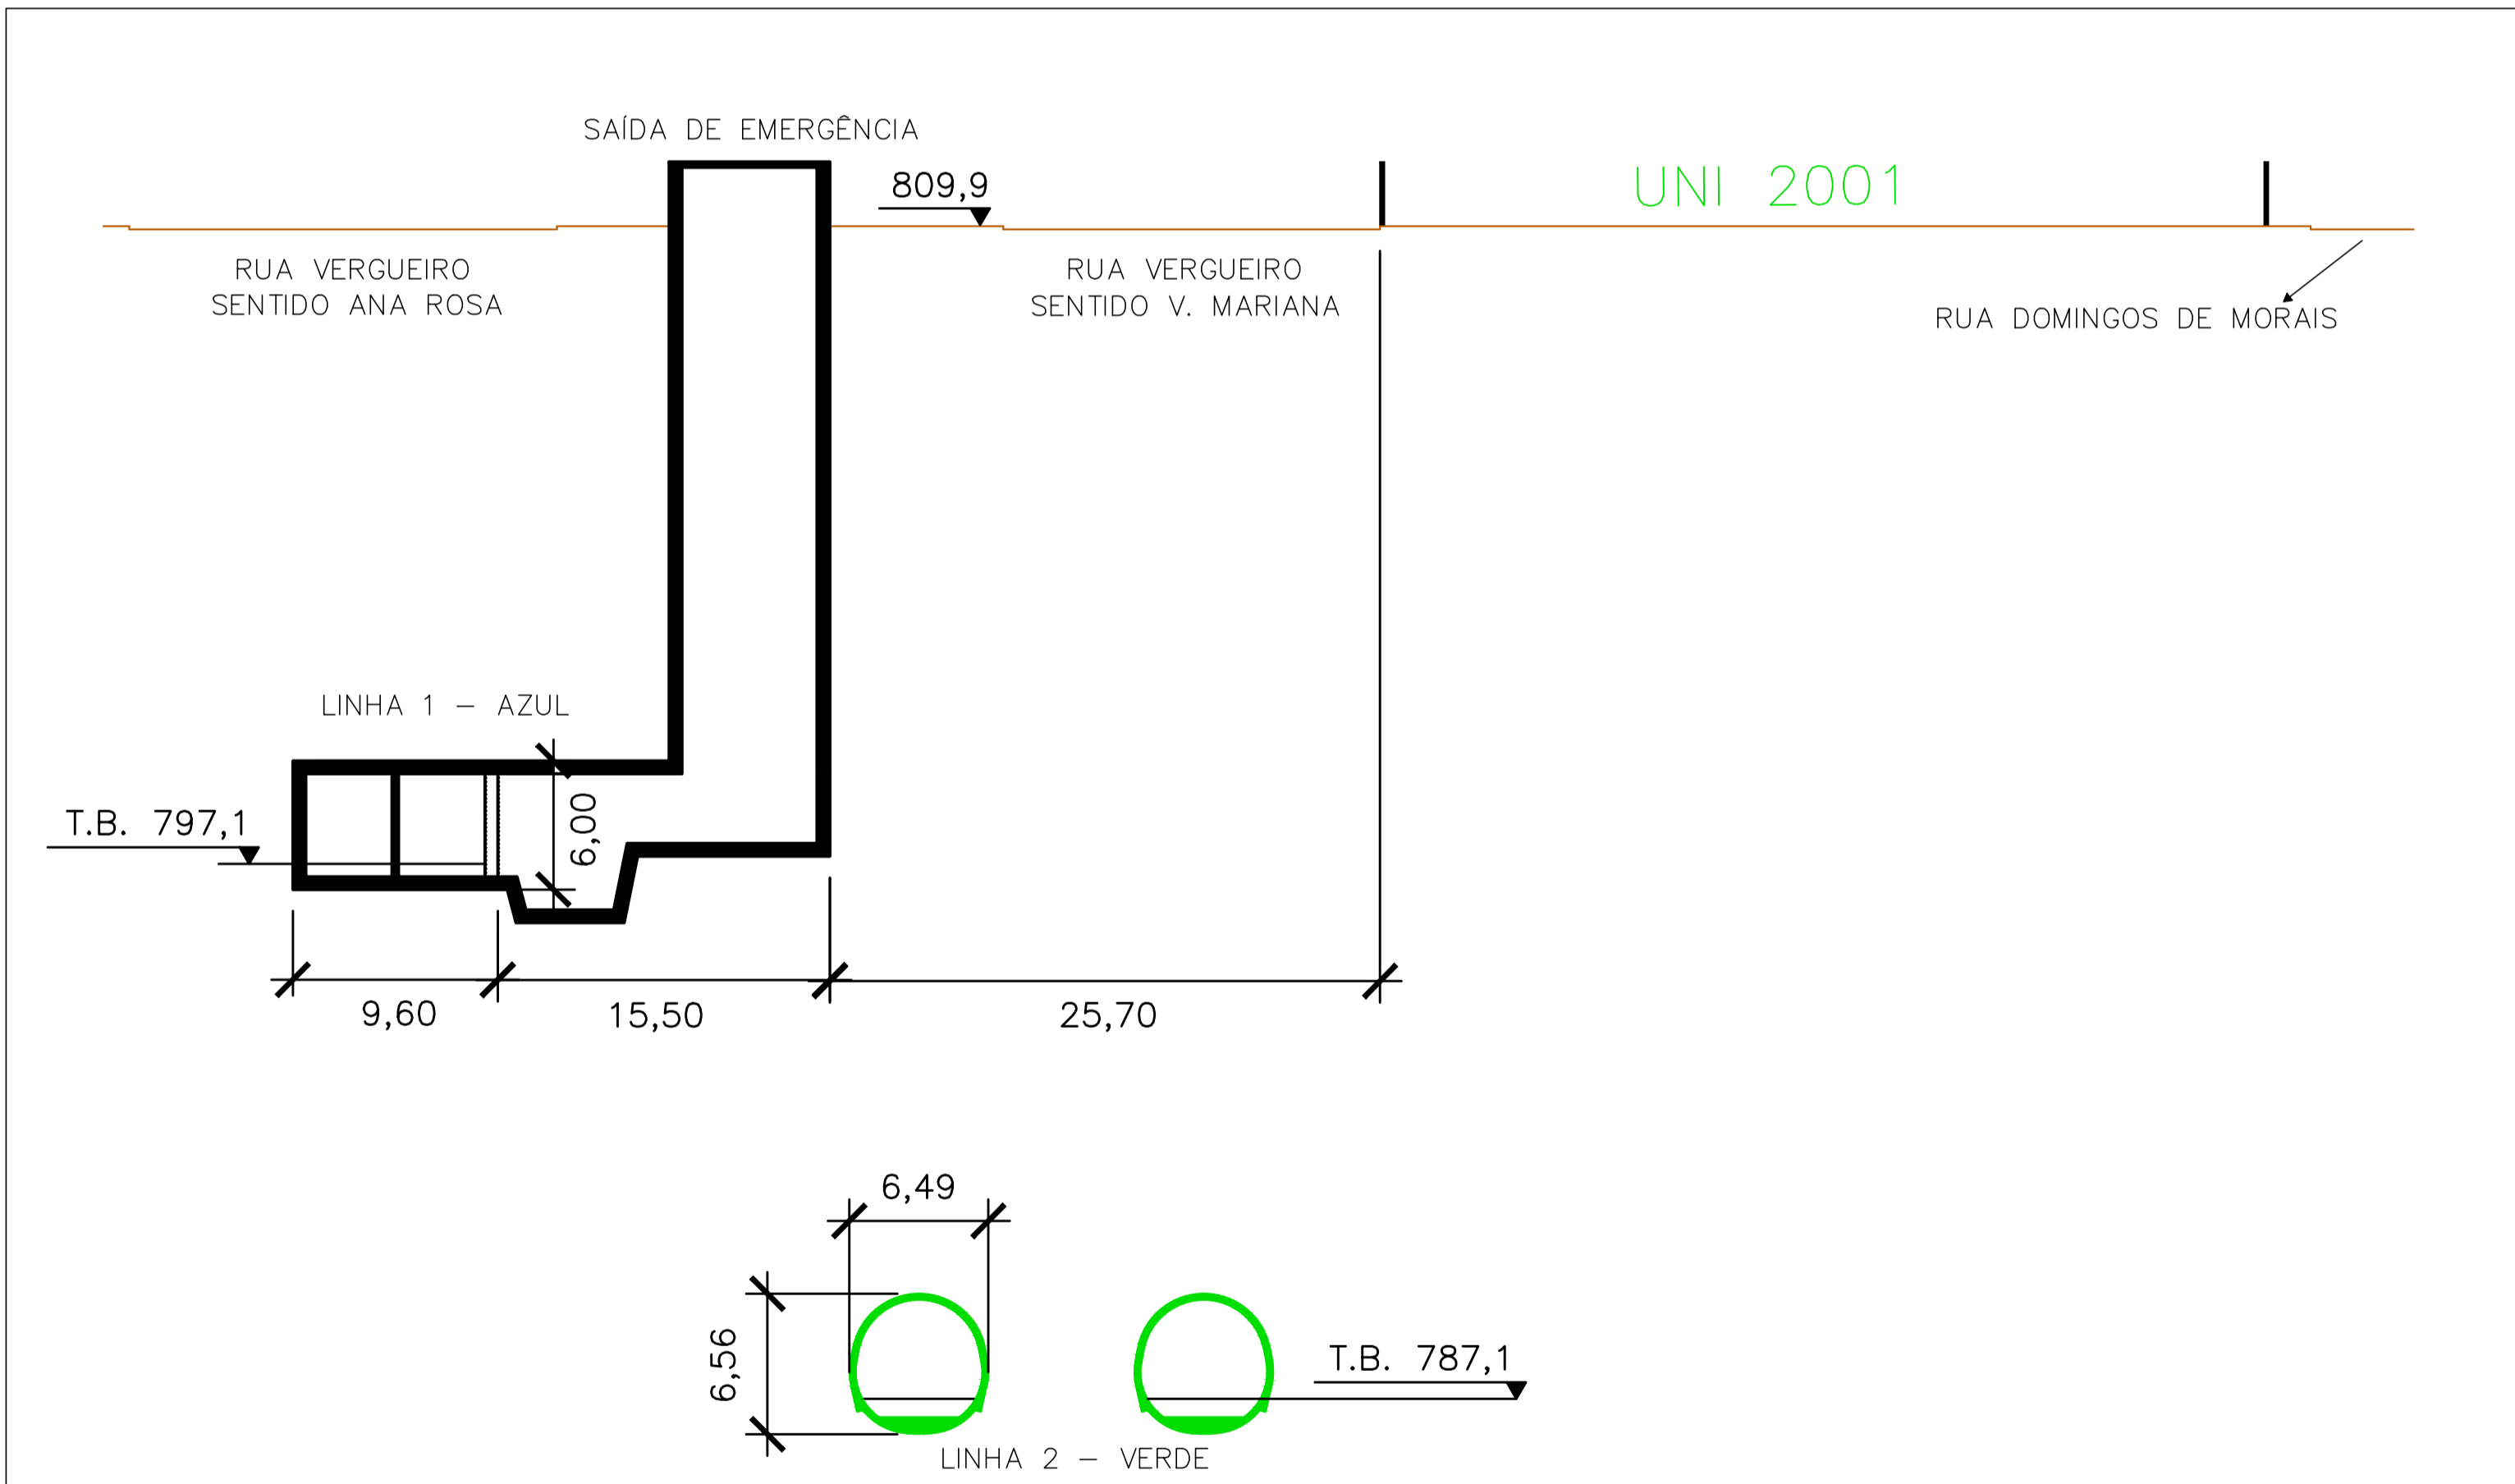 SAÍDA DE EMERGÊNCIA
809,9
UNI 2001
RUA VERGUEIRO
SENTIDO ANA ROSA
RUA VERGUEIRO
SENTIDO V. MARIANA
RUA DOMINGOS DE MORAIS
LINHA 1 – AZUL
T.B. 797,1
6,00
9,60
15,50
25,70
6,49
6,56
T.B. 787,1
LINHA 2 – VERDE